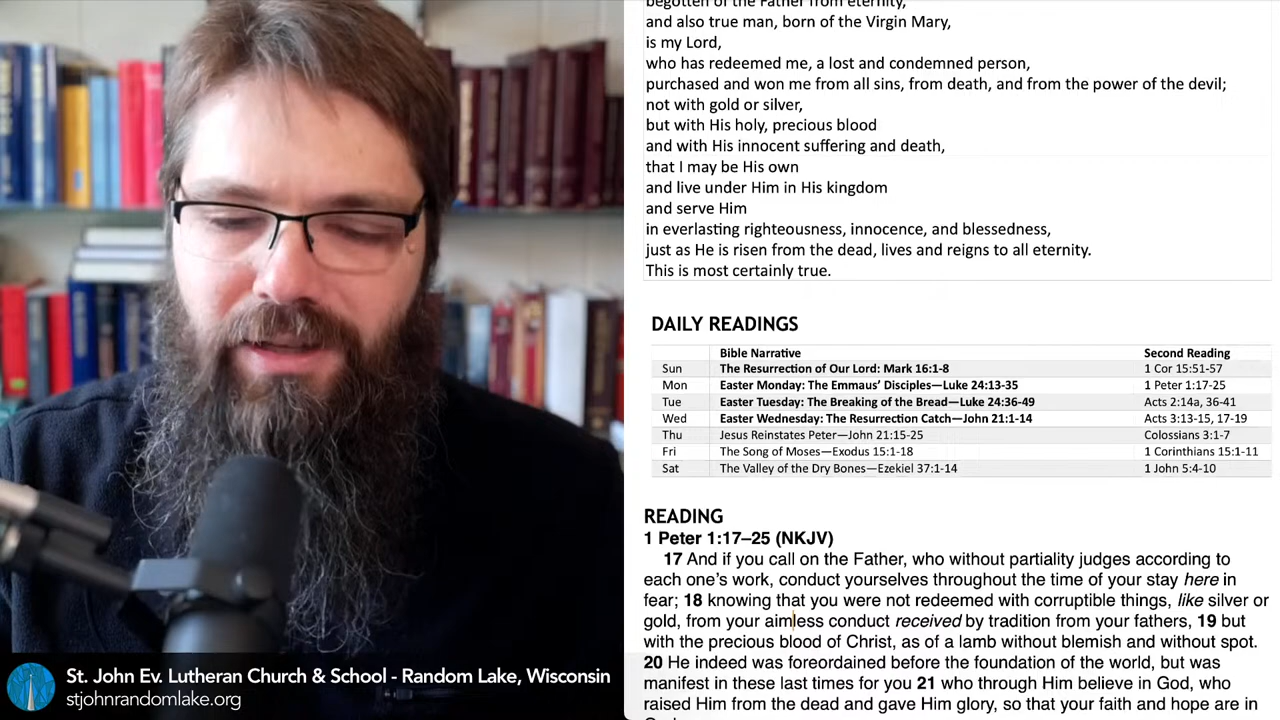 begotten of the Father from eternity,
and also true man, born of the Virgin Mary,
is my Lord,
who has redeemed me, a lost and condemned person,
purchased and won me from all sins, from death, and from the power of the devil;
not with gold or silver,
but with His holy, precious blood
and with His innocent suffering and death,
that I may be His own
and live under Him in His kingdom
and serve Him
in everlasting righteousness, innocence, and blessedness,
just as He is risen from the dead, lives and reigns to all eternity.
This is most certainly true.
DAILY READINGS
Bible Narrative Second Reading
Sun The Resurrection of Our Lord: Mark 16:1-8 1 Cor 15:51-57
Mon Easter Monday: The Emmaus' Disciples—Luke 24:13-35 1 Peter 1:17-25
Tue Easter Tuesday: The Breaking of the Bread—Luke 24:36-49 Acts 2:14a, 36-41
Wed Easter Wednesday: The Resurrection Catch—John 21:1-14 Acts 3:13-15, 17-19
Thu Jesus Reinstates Peter—John 21:15-25 Colossians 3:1-7
Fri The Song of Moses—Exodus 15:1-18 1 Corinthians 15:1-11
Sat The Valley of the Dry Bones—Ezekiel 37:1-14 1 John 5:4-10
READING
1 Peter 1:17–25 (NKJV)
17 And if you call on the Father, who without partiality judges according to
each one's work, conduct yourselves throughout the time of your stay here in
fear; 18 knowing that you were not redeemed with corruptible things, like silver or
gold, from your aimless conduct received by tradition from your fathers, 19 but
with the precious blood of Christ, as of a lamb without blemish and without spot.
20 He indeed was foreordained before the foundation of the world, but was
manifest in these last times for you 21 who through Him believe in God, who
raised Him from the dead and gave Him glory, so that your faith and hope are in
St. John Ev. Lutheran Church & School - Random Lake, Wisconsin
stjohnrandomlake.org